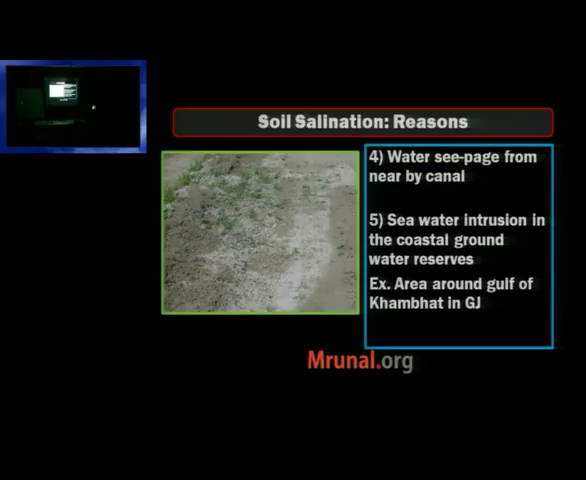 Soil Salination: Reasons
4) Water see-page from
near by canal
5) Sea water intrusion in
the coastal ground
water reserves
Ex. Area around gulf of
Khambhat in GJ
Mrunal.org